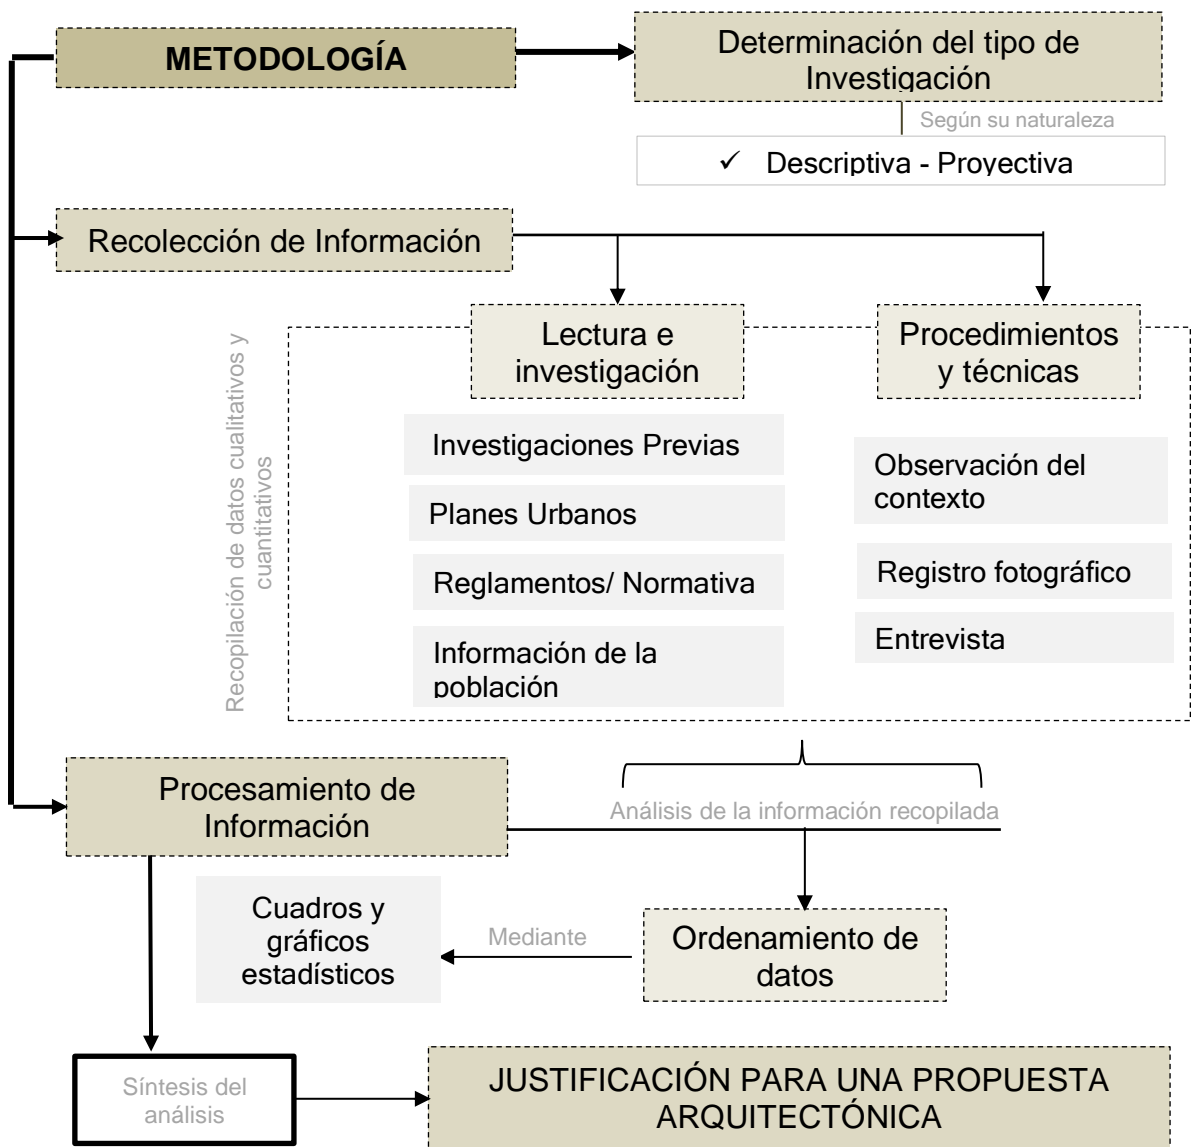 METODOLOGÍA
Determinación del tipo de
Investigación
Según su naturaleza
✓ Descriptiva - Proyectiva
Recolección de Información
Lectura e
investigación
Procedimientos
y técnicas
Recopilación de datos cualitativos y
cuantitativos
Investigaciones Previas
Planes Urbanos
Reglamentos/ Normativa
Información de la
población
Observación del
contexto
Registro fotográfico
Entrevista
Procesamiento de
Información
Análisis de la información recopilada
Cuadros y
gráficos
estadísticos
Mediante
Ordenamiento de
datos
Síntesis del
análisis
JUSTIFICACIÓN PARA UNA PROPUESTA
ARQUITECTÓNICA